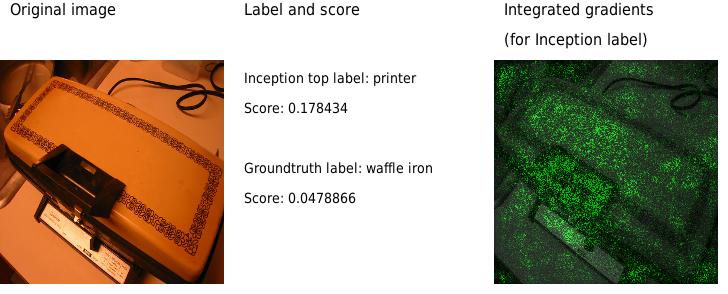 Original image
Label and score
Integrated gradients
(for Inception label)
Inception top label: printer
Score: 0.178434
Groundtruth label: waffle iron
Score: 0.0478866